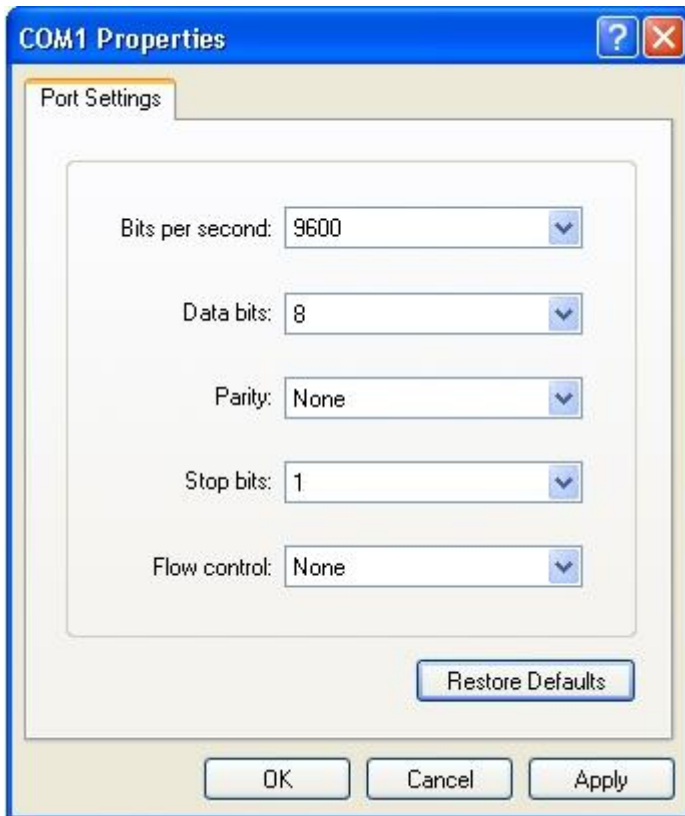 COM1 Properties
Port Settings
Bits per second: 9600
Data bits: 8
Parity: None
Stop bits: 1
Flow control: None
Restore Defaults
OK Cancel Apply